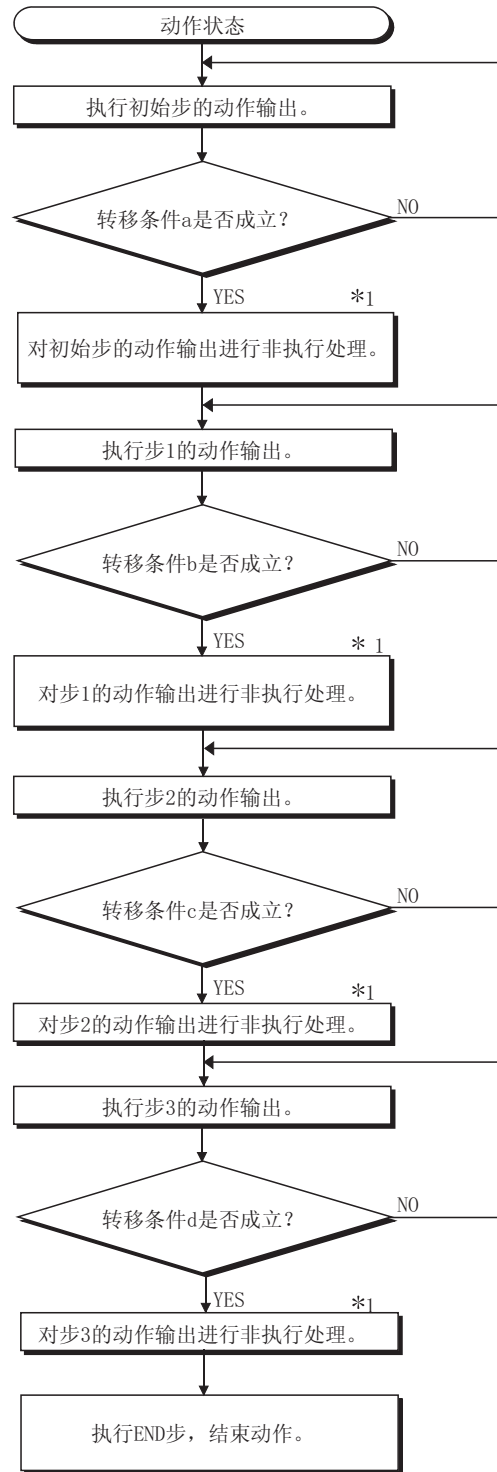 动作状态
执行初始步的动作输出。
转移条件a是否成立?
NO
YES
*1
对初始步的动作输出进行非执行处理。
执行步1的动作输出。
转移条件b是否成立?
NO
YES
* 1
对步1的动作输出进行非执行处理。
执行步2的动作输出。
转移条件c是否成立?
NO
YES
*1
对步2的动作输出进行非执行处理。
执行步3的动作输出。
转移条件d是否成立?
NO
YES
*1
对步3的动作输出进行非执行处理。
执行END步，结束动作。